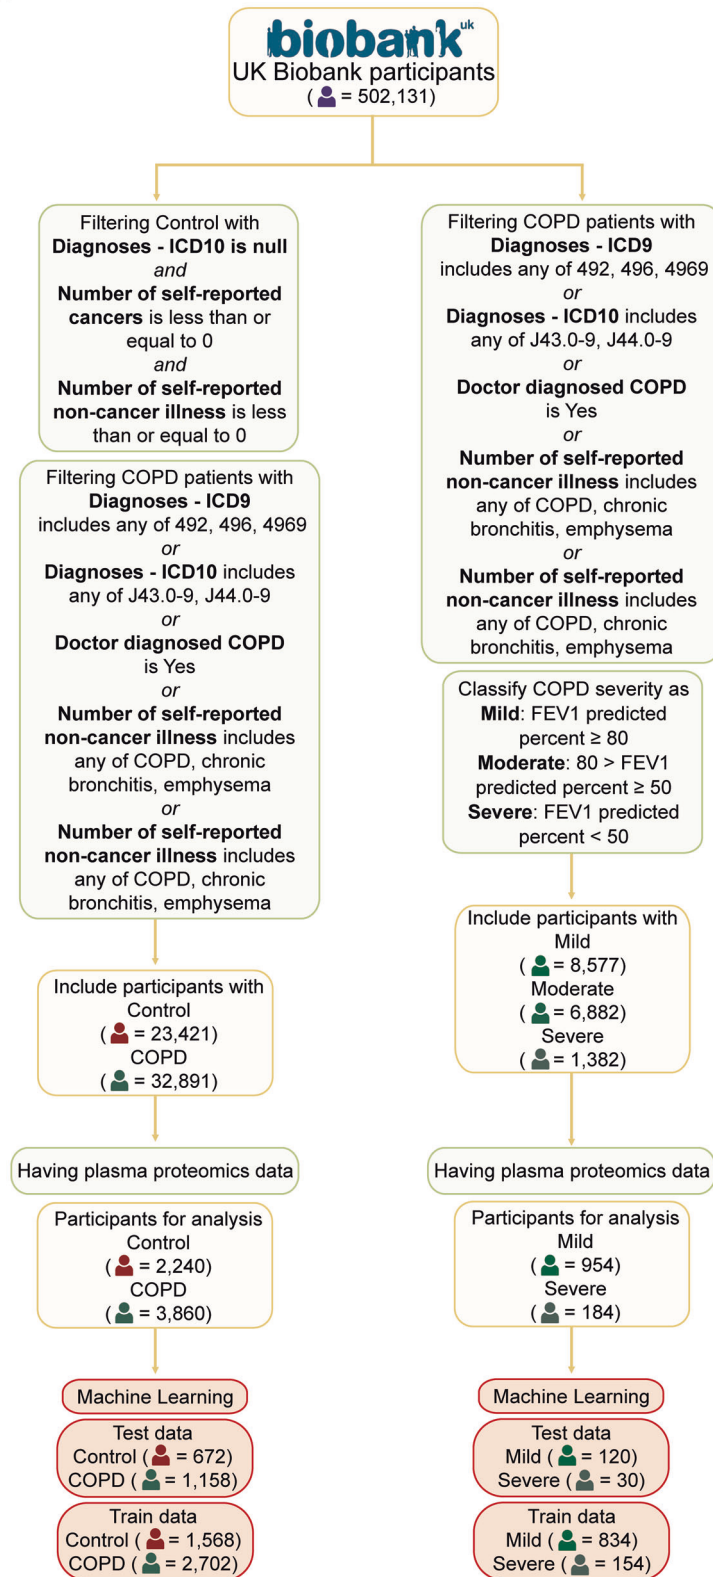 biobank uk
UK Biobank participants
( = 502,131)
Filtering Control with
Diagnoses - ICD10 is null
and
Number of self-reported
cancers is less than or
equal to 0
and
Number of self-reported
non-cancer illness is less
than or equal to 0
Filtering COPD patients with
Diagnoses - ICD9
includes any of 492, 496, 4969
or
Diagnoses - ICD10 includes
any of J43.0-9, J44.0-9
or
Doctor diagnosed COPD
is Yes
or
Number of self-reported
non-cancer illness includes
any of COPD, chronic
bronchitis, emphysema
or
Number of self-reported
non-cancer illness includes
any of COPD, chronic
bronchitis, emphysema
Include participants with
Control
( = 23,421)
COPD
( = 32,891)
Having plasma proteomics data
Participants for analysis
Control
( = 2,240)
COPD
( = 3,860)
Machine Learning
Test data
Control ( = 672)
COPD ( = 1,158)
Train data
Control ( = 1,568)
COPD ( = 2,702)
Filtering COPD patients with
Diagnoses - ICD9
includes any of 492, 496, 4969
or
Diagnoses - ICD10 includes
any of J43.0-9, J44.0-9
or
Doctor diagnosed COPD
is Yes
or
Number of self-reported
non-cancer illness includes
any of COPD, chronic
bronchitis, emphysema
or
Number of self-reported
non-cancer illness includes
any of COPD, chronic
bronchitis, emphysema
Classify COPD severity as
Mild: FEV1 predicted
percent ≥ 80
Moderate: 80 > FEV1
predicted percent ≥ 50
Severe: FEV1 predicted
percent < 50
Include participants with
Mild
( = 8,577)
Moderate
( = 6,882)
Severe
( = 1,382)
Having plasma proteomics data
Participants for analysis
Mild
( = 954)
Severe
( = 184)
Machine Learning
Test data
Mild ( = 120)
Severe ( = 30)
Train data
Mild ( = 834)
Severe ( = 154)